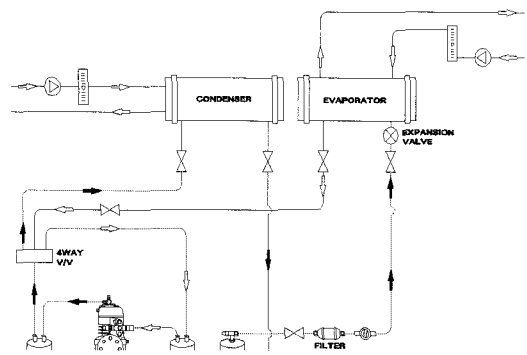 CONDENSER
EVAPORATOR
EXPANSION
VALVE
4WAY
V/V
FILTER